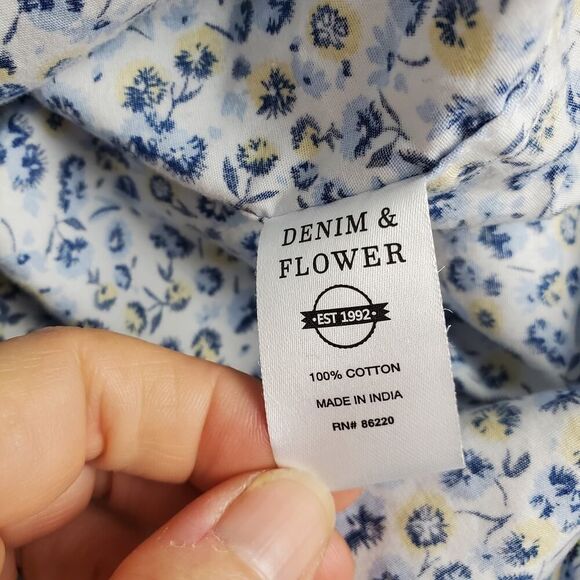 DENIM &
FLOWER
•EST 1992•
100% COTTON
MADE IN INDIA
RN# 86220